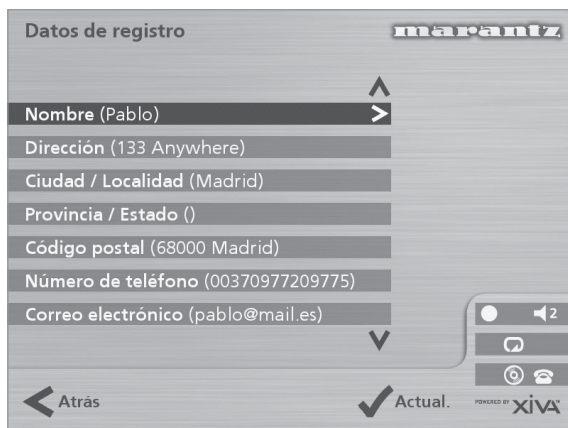 Datos de registro
marantz
Nombre (Pablo)
Dirección (133 Anywhere)
Ciudad / Localidad (Madrid)
Provincia / Estado ()
Código postal (68000 Madrid)
Número de teléfono (00370977209775)
Correo electrónico (pablo@mail.es)
2
Atrás
Actual.
POWERED BY XiVA™